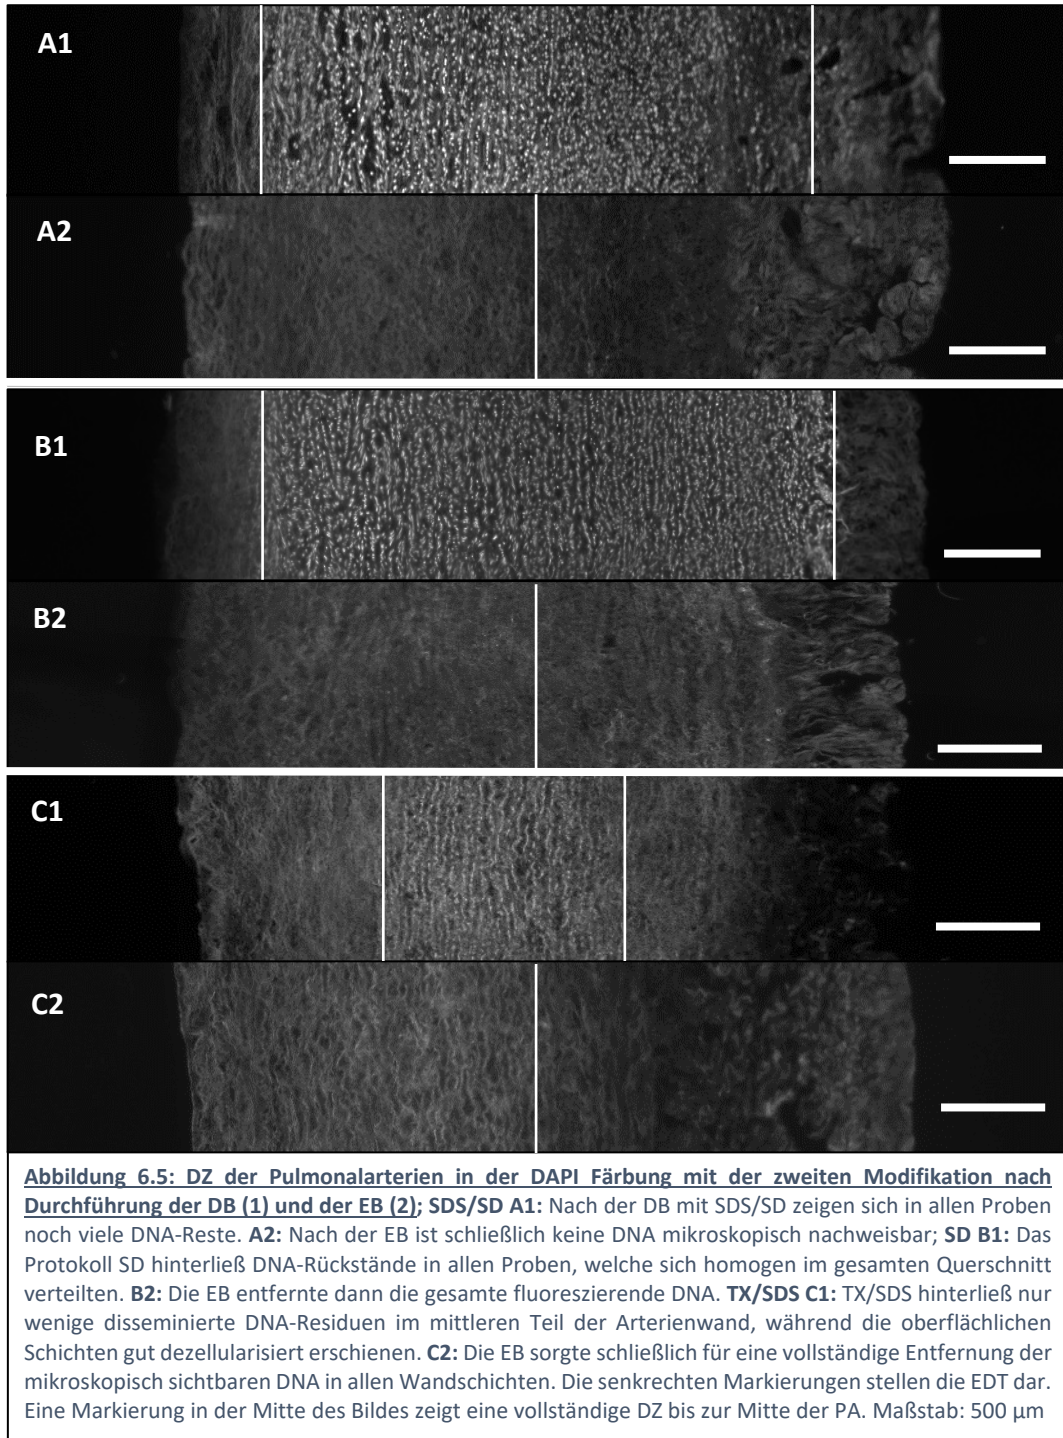 A1
A2
B1
B2
C1
C2
Abbildung 6.5: DZ der Pulmonalarterien in der DAPI Färbung mit der zweiten Modifikation nach
Durchführung der DB (1) und der EB (2); SDS/SD A1: Nach der DB mit SDS/SD zeigen sich in allen Proben
noch viele DNA-Reste. A2: Nach der EB ist schließlich keine DNA mikroskopisch nachweisbar; SD B1: Das
Protokoll SD hinterließ DNA-Rückstände in allen Proben, welche sich homogen im gesamten Querschnitt
verteilten. B2: Die EB entfernte dann die gesamte fluoreszierende DNA. TX/SDS C1: TX/SDS hinterließ nur
wenige disseminierte DNA-Residuen im mittleren Teil der Arterienwand, während die oberflächlichen
Schichten gut dezellularisiert erschienen. C2: Die EB sorgte schließlich für eine vollständige Entfernung der
mikroskopisch sichtbaren DNA in allen Wandschichten. Die senkrechten Markierungen stellen die EDT dar.
Eine Markierung in der Mitte des Bildes zeigt eine vollständige DZ bis zur Mitte der PA. Maßstab: 500 µm